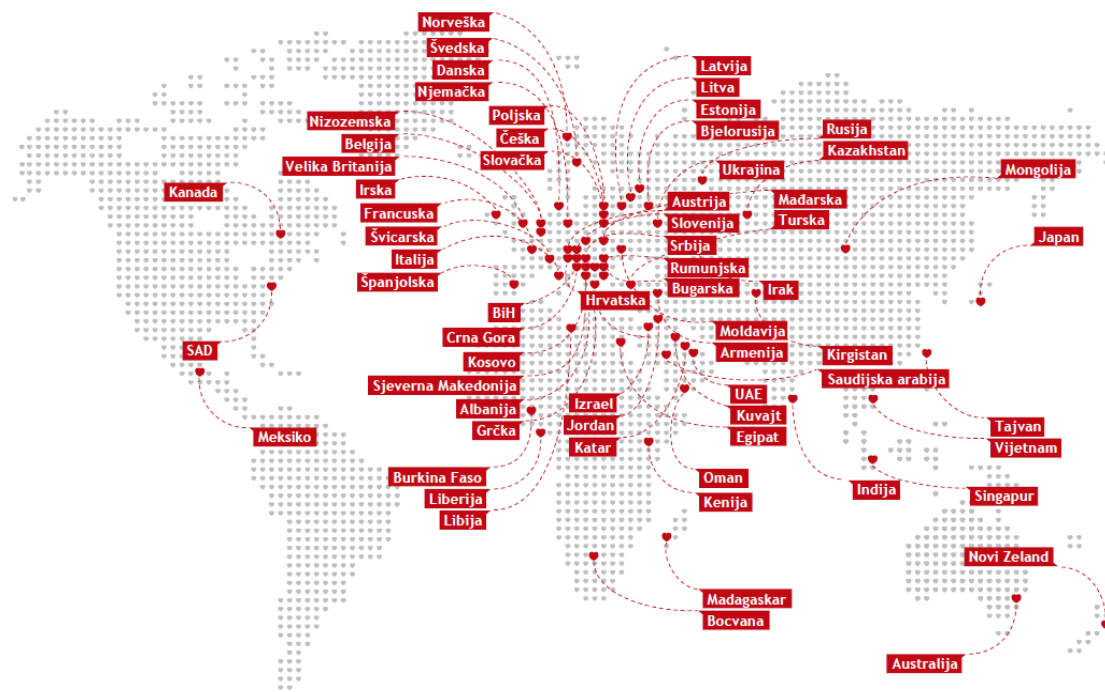 Norveška
Švedska
Danska
Njemačka
Latvija
Litva
Estonija
Bjelorusija
Poljska
Češka
Slovačka
Nizozemska
Belgija
Velika Britanija
Irska
Francuska
Švicarska
Italija
Španjolska
Rusija
Kazakhstan
Ukrajina
Mongolija
Kanada
Austrija
Mađarska
Slovenija
Turska
Srbija
Japan
Rumunjska
Bugarska
Irak
Hrvatska
BiH
Crna Gora
Kosovo
Sjeverna Makedonija
Albanija
Grčka
Moldavija
Armenija
Kirgistan
Saudijska arabija
SAD
Meksiko
Izrael
Jordan
Katar
UAE
Kuvajt
Egipat
Tajvan
Vijetnam
Burkina Faso
Liberija
Libija
Oman
Kenija
Indija
Singapur
Novi Zeland
Madagaskar
Bocvana
Australija